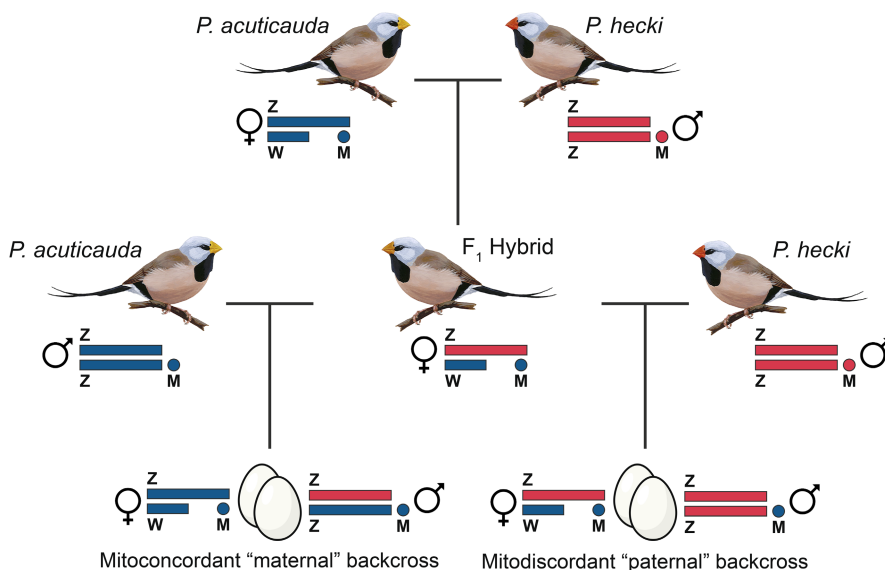 P. acuticauda
P. hecki
Z
W M
Z
Z M
P. acuticauda
F1 Hybrid
P. hecki
Z
Z M
Z
W M
Z
Z M
Z
W M
Z
Z M
Z
W M
Z
Z M
Mitoconcordant “maternal” backcross
Mitodiscordant “paternal” backcross